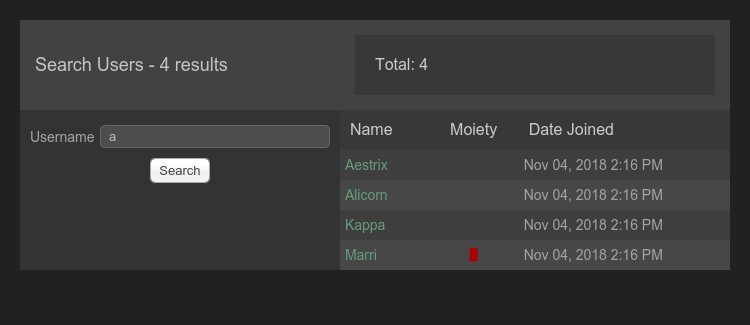 Search Users - 4 results
Total: 4
Username a
Search
Name Moiety Date Joined
Aestrix Nov 04, 2018 2:16 PM
Alicorn Nov 04, 2018 2:16 PM
Kappa Nov 04, 2018 2:16 PM
Marri Nov 04, 2018 2:16 PM